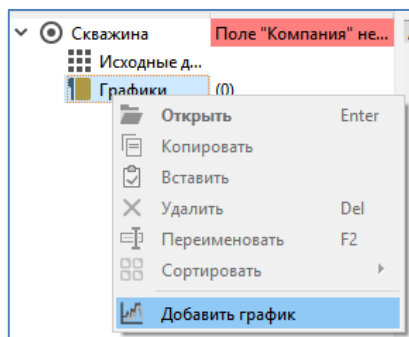 Скважина Поле "Компания" не...
Исходные д...
Графики (0)
Открыть Enter
Копировать
Вставить
Удалить Del
Переименовать F2
Сортировать
Добавить график